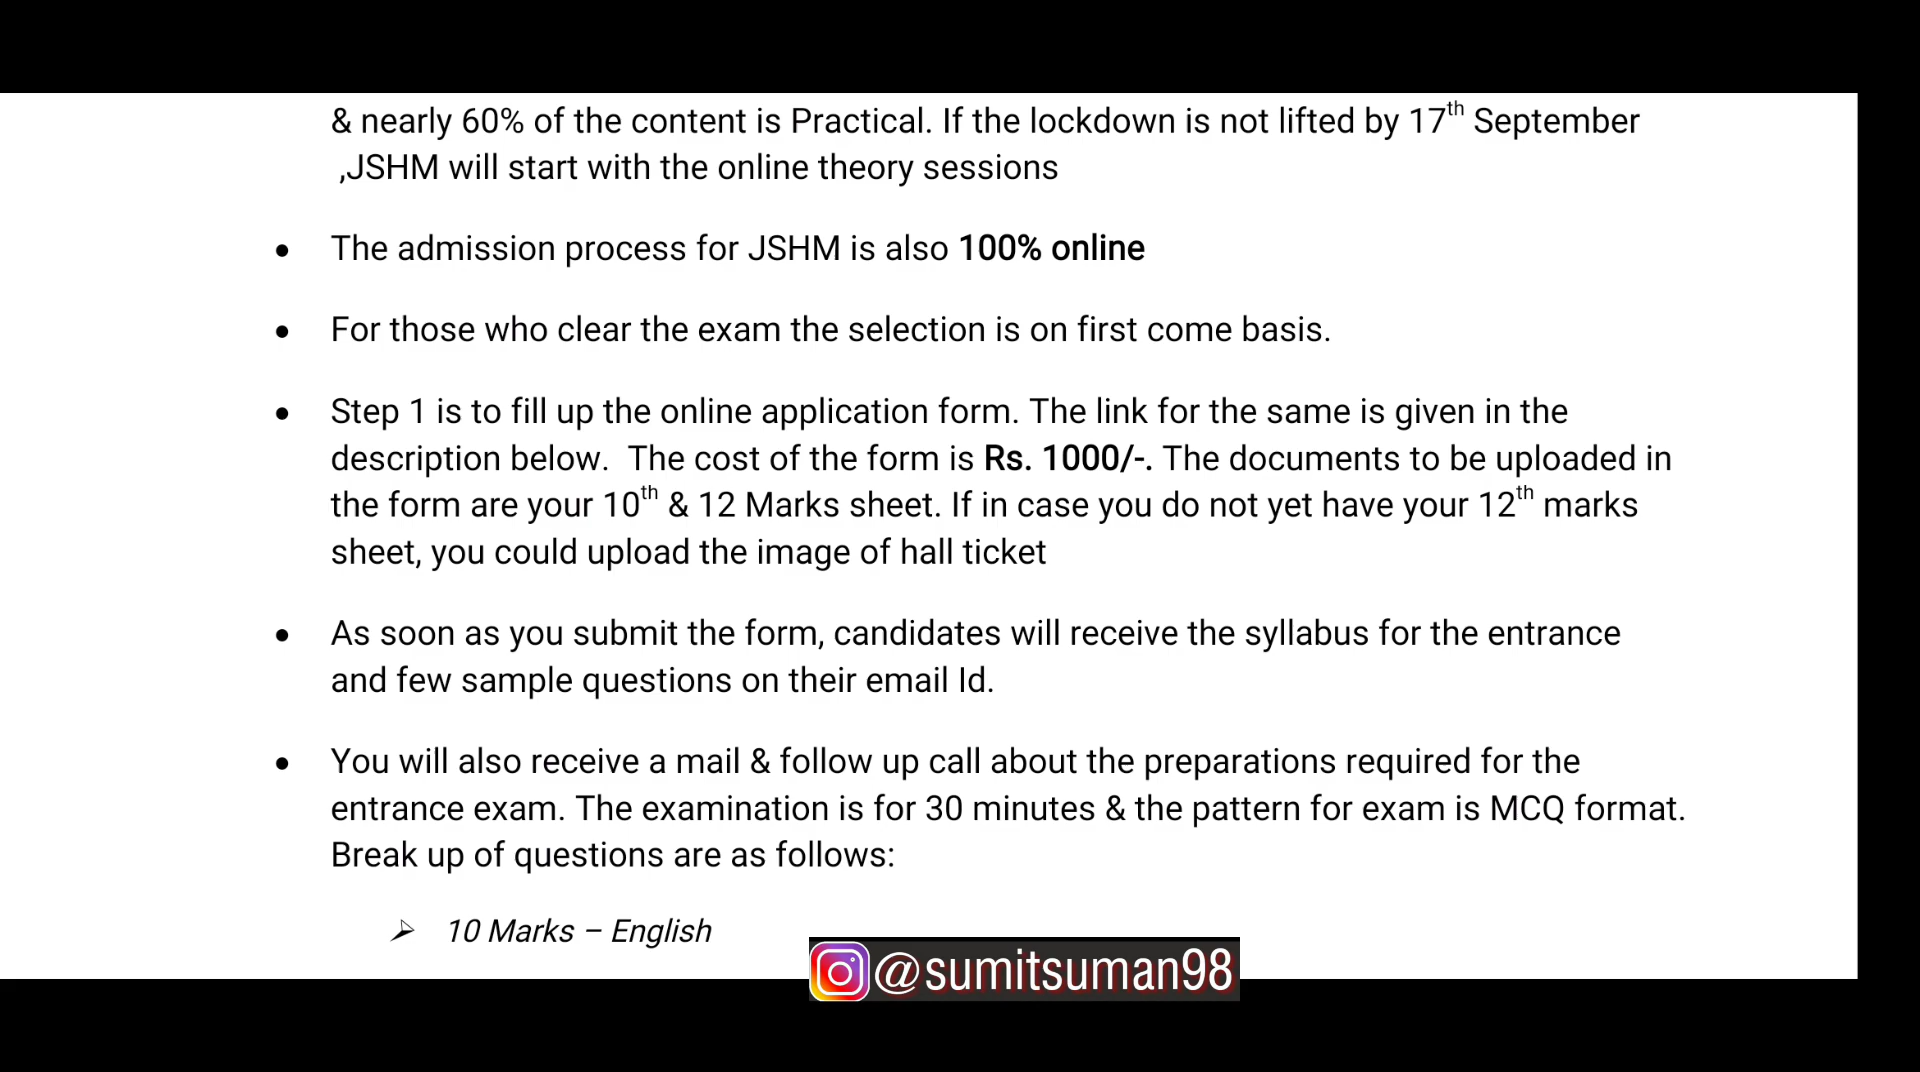 & nearly 60% of the content is Practical. If the lockdown is not lifted by 17th September
,JSHM will start with the online theory sessions
• The admission process for JSHM is also 100% online
• For those who clear the exam the selection is on first come basis.
• Step 1 is to fill up the online application form. The link for the same is given in the
description below. The cost of the form is Rs. 1000/-. The documents to be uploaded in
the form are your 10th & 12 Marks sheet. If in case you do not yet have your 12th marks
sheet, you could upload the image of hall ticket
• As soon as you submit the form, candidates will receive the syllabus for the entrance
and few sample questions on their email Id.
• You will also receive a mail & follow up call about the preparations required for the
entrance exam. The examination is for 30 minutes & the pattern for exam is MCQ format.
Break up of questions are as follows:
➢ 10 Marks – English
@sumitsuman98